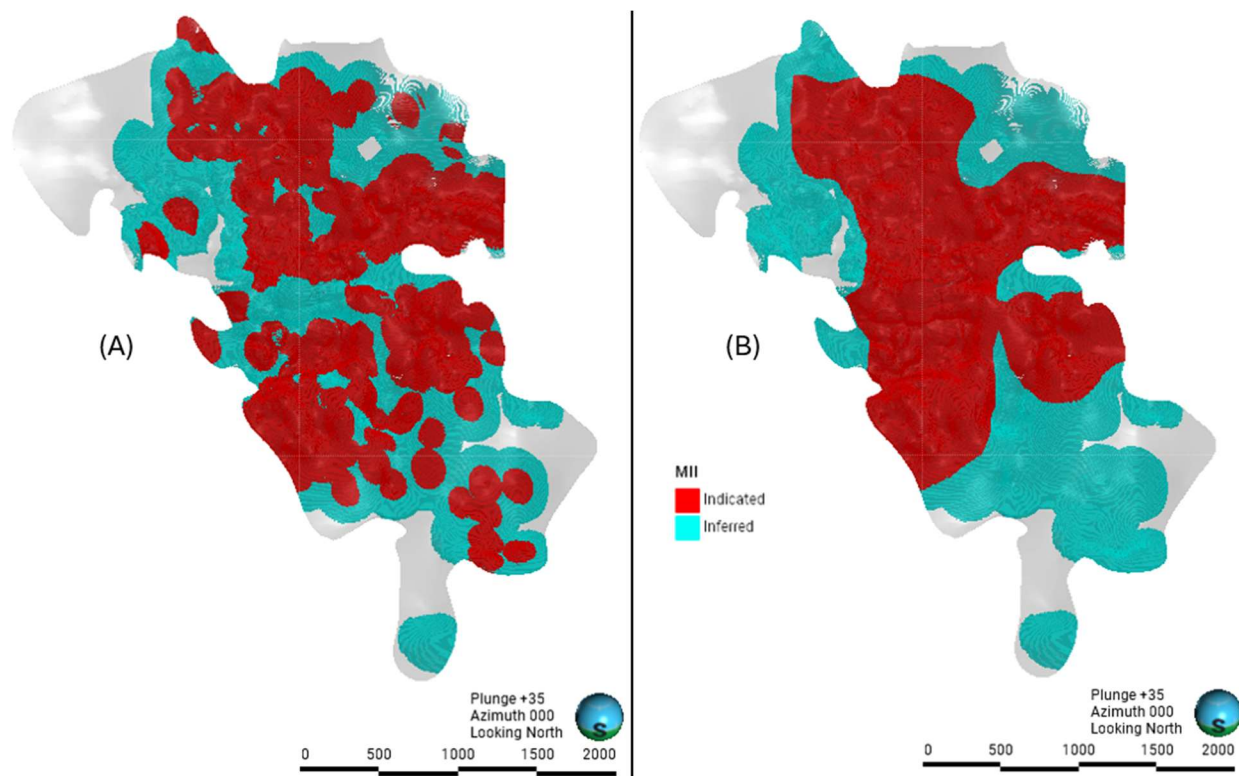 (A)
Plunge +35
Azimuth 000
Looking North
S
0 500 1000 1500 2000
(B)
MII
Indicated
Inferred
Plunge +35
Azimuth 000
Looking North
S
0 500 1000 1500 2000